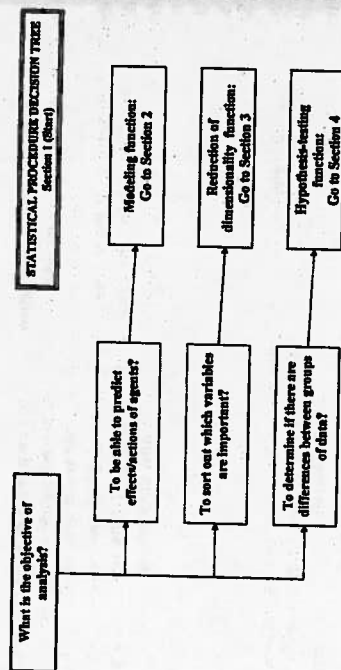 STATISTICAL PROCEDURE DECISION TREE
Section 1 (Start)
What is the objective of
analysis?
To be able to predict
effects/actions of agents?
Modeling function:
Go to Section 2
To sort out which variables
are important?
Reduction of
dimensionality function:
Go to Section 3
To determine if there are
differences between groups
of data?
Hypothesis-testing
function:
Go to Section 4